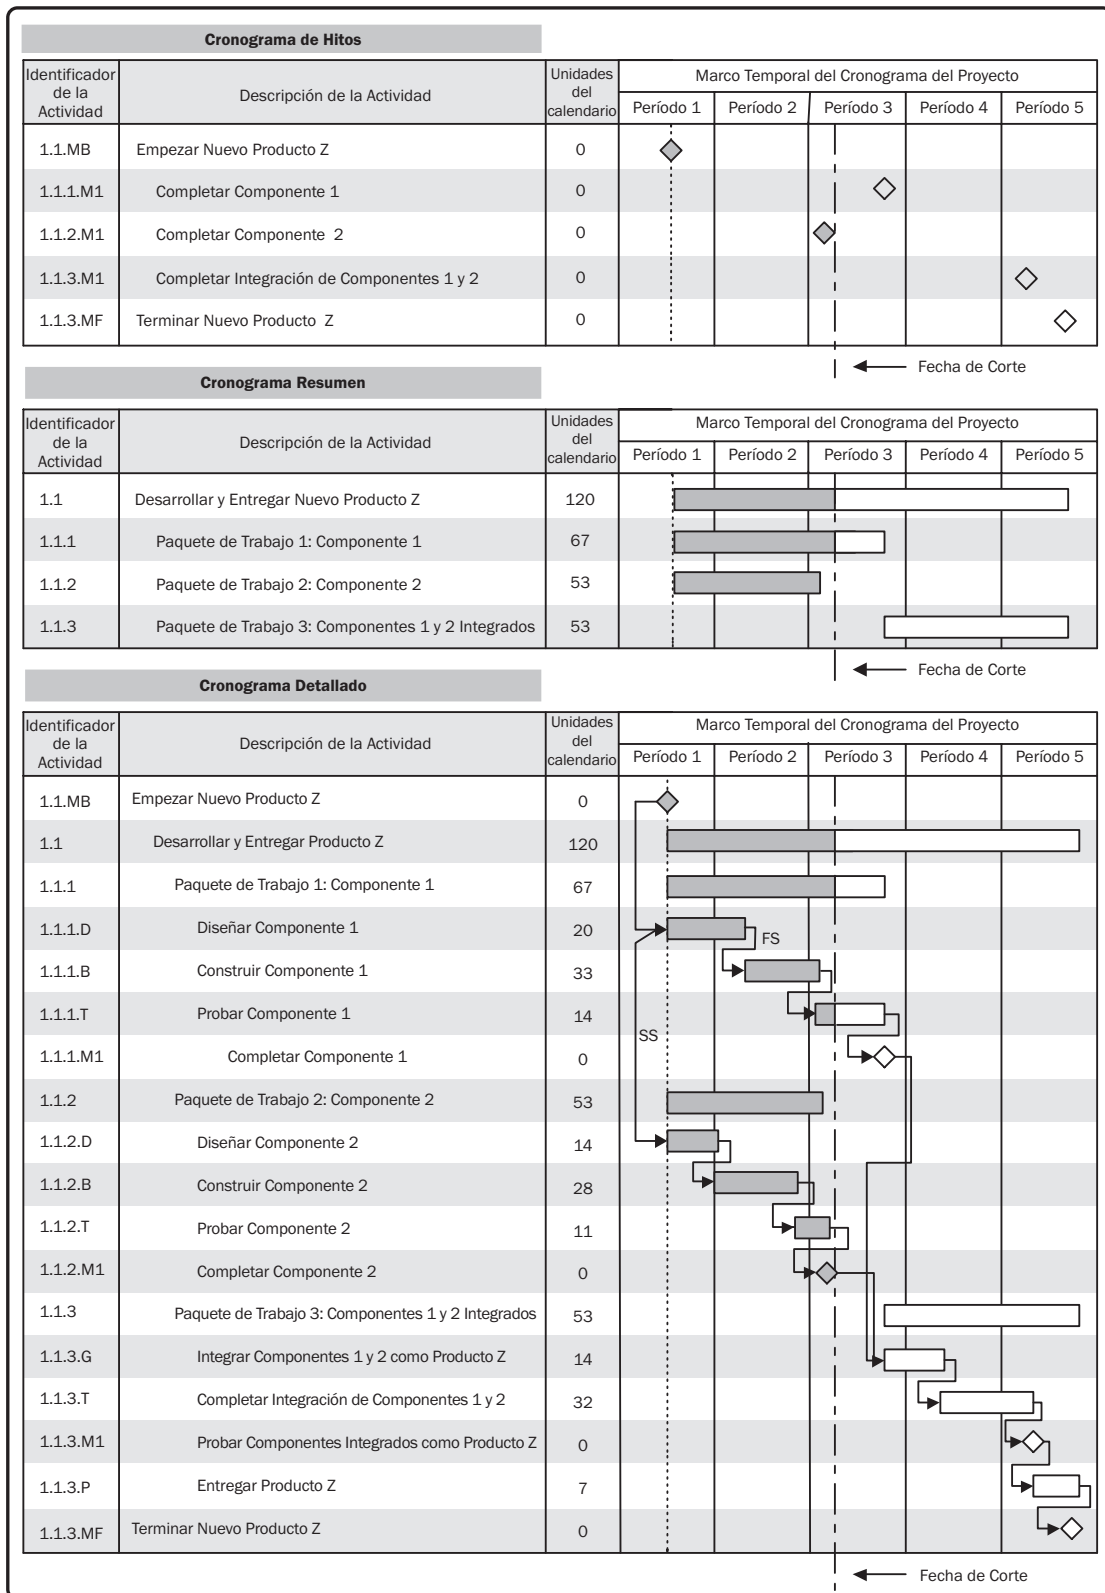 Cronograma de Hitos
Identificador de la Actividad Descripción de la Actividad Unidades del calendario Marco Temporal del Cronograma del Proyecto
Período 1 Período 2 Período 3 Período 4 Período 5
1.1.MB Empezar Nuevo Producto Z 0
1.1.1.M1 Completar Componente 1 0
1.1.2.M1 Completar Componente 2 0
1.1.3.M1 Completar Integración de Componentes 1 y 2 0
1.1.3.MF Terminar Nuevo Producto Z 0
Fecha de Corte
Cronograma Resumen
Identificador de la Actividad Descripción de la Actividad Unidades del calendario Marco Temporal del Cronograma del Proyecto
Período 1 Período 2 Período 3 Período 4 Período 5
1.1 Desarrollar y Entregar Nuevo Producto Z 120
1.1.1 Paquete de Trabajo 1: Componente 1 67
1.1.2 Paquete de Trabajo 2: Componente 2 53
1.1.3 Paquete de Trabajo 3: Componentes 1 y 2 Integrados 53
Fecha de Corte
Cronograma Detallado
Identificador de la Actividad Descripción de la Actividad Unidades del calendario Marco Temporal del Cronograma del Proyecto
Período 1 Período 2 Período 3 Período 4 Período 5
1.1.MB Empezar Nuevo Producto Z 0
1.1 Desarrollar y Entregar Producto Z 120
1.1.1 Paquete de Trabajo 1: Componente 1 67
1.1.1.D Diseñar Componente 1 20
FS
1.1.1.B Construir Componente 1 33
1.1.1.T Probar Componente 1 14
SS
1.1.1.M1 Completar Componente 1 0
1.1.2 Paquete de Trabajo 2: Componente 2 53
1.1.2.D Diseñar Componente 2 14
1.1.2.B Construir Componente 2 28
1.1.2.T Probar Componente 2 11
1.1.2.M1 Completar Componente 2 0
1.1.3 Paquete de Trabajo 3: Componentes 1 y 2 Integrados 53
1.1.3.G Integrar Componentes 1 y 2 como Producto Z 14
1.1.3.T Completar Integración de Componentes 1 y 2 32
1.1.3.M1 Probar Componentes Integrados como Producto Z 0
1.1.3.P Entregar Producto Z 7
1.1.3.MF Terminar Nuevo Producto Z 0
Fecha de Corte